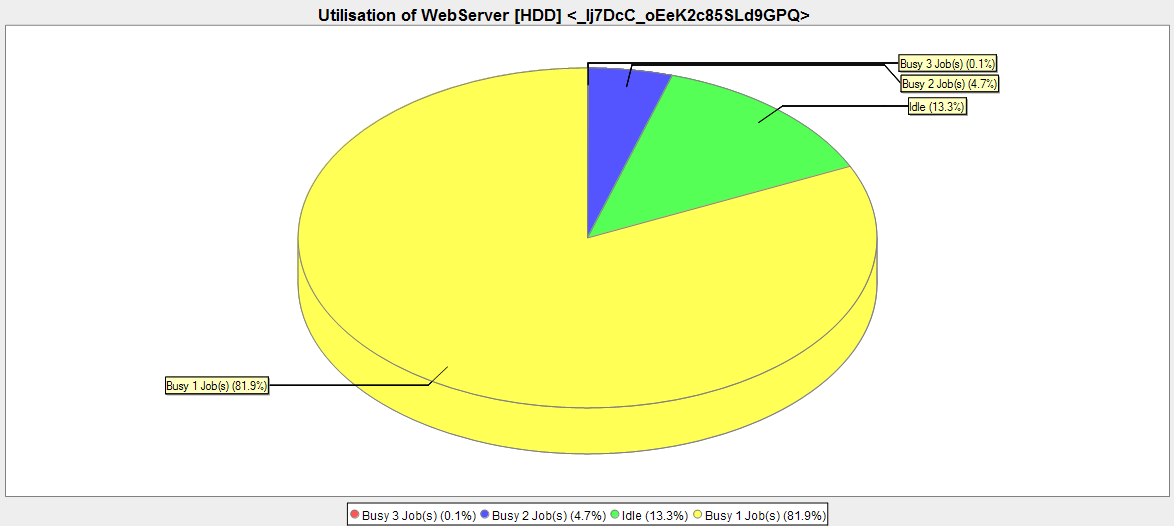 Utilisation of WebServer [HDD] <_Ij7DcC_oEeK2c85SLd9GPQ>
Busy 3 Job(s) (0.1%)
Busy 2 Job(s) (4.7%)
Idle (13.3%)
Busy 1 Job(s) (81.9%)
Busy 3 Job(s) (0.1%) Busy 2 Job(s) (4.7%) Idle (13.3%) Busy 1 Job(s) (81.9%)